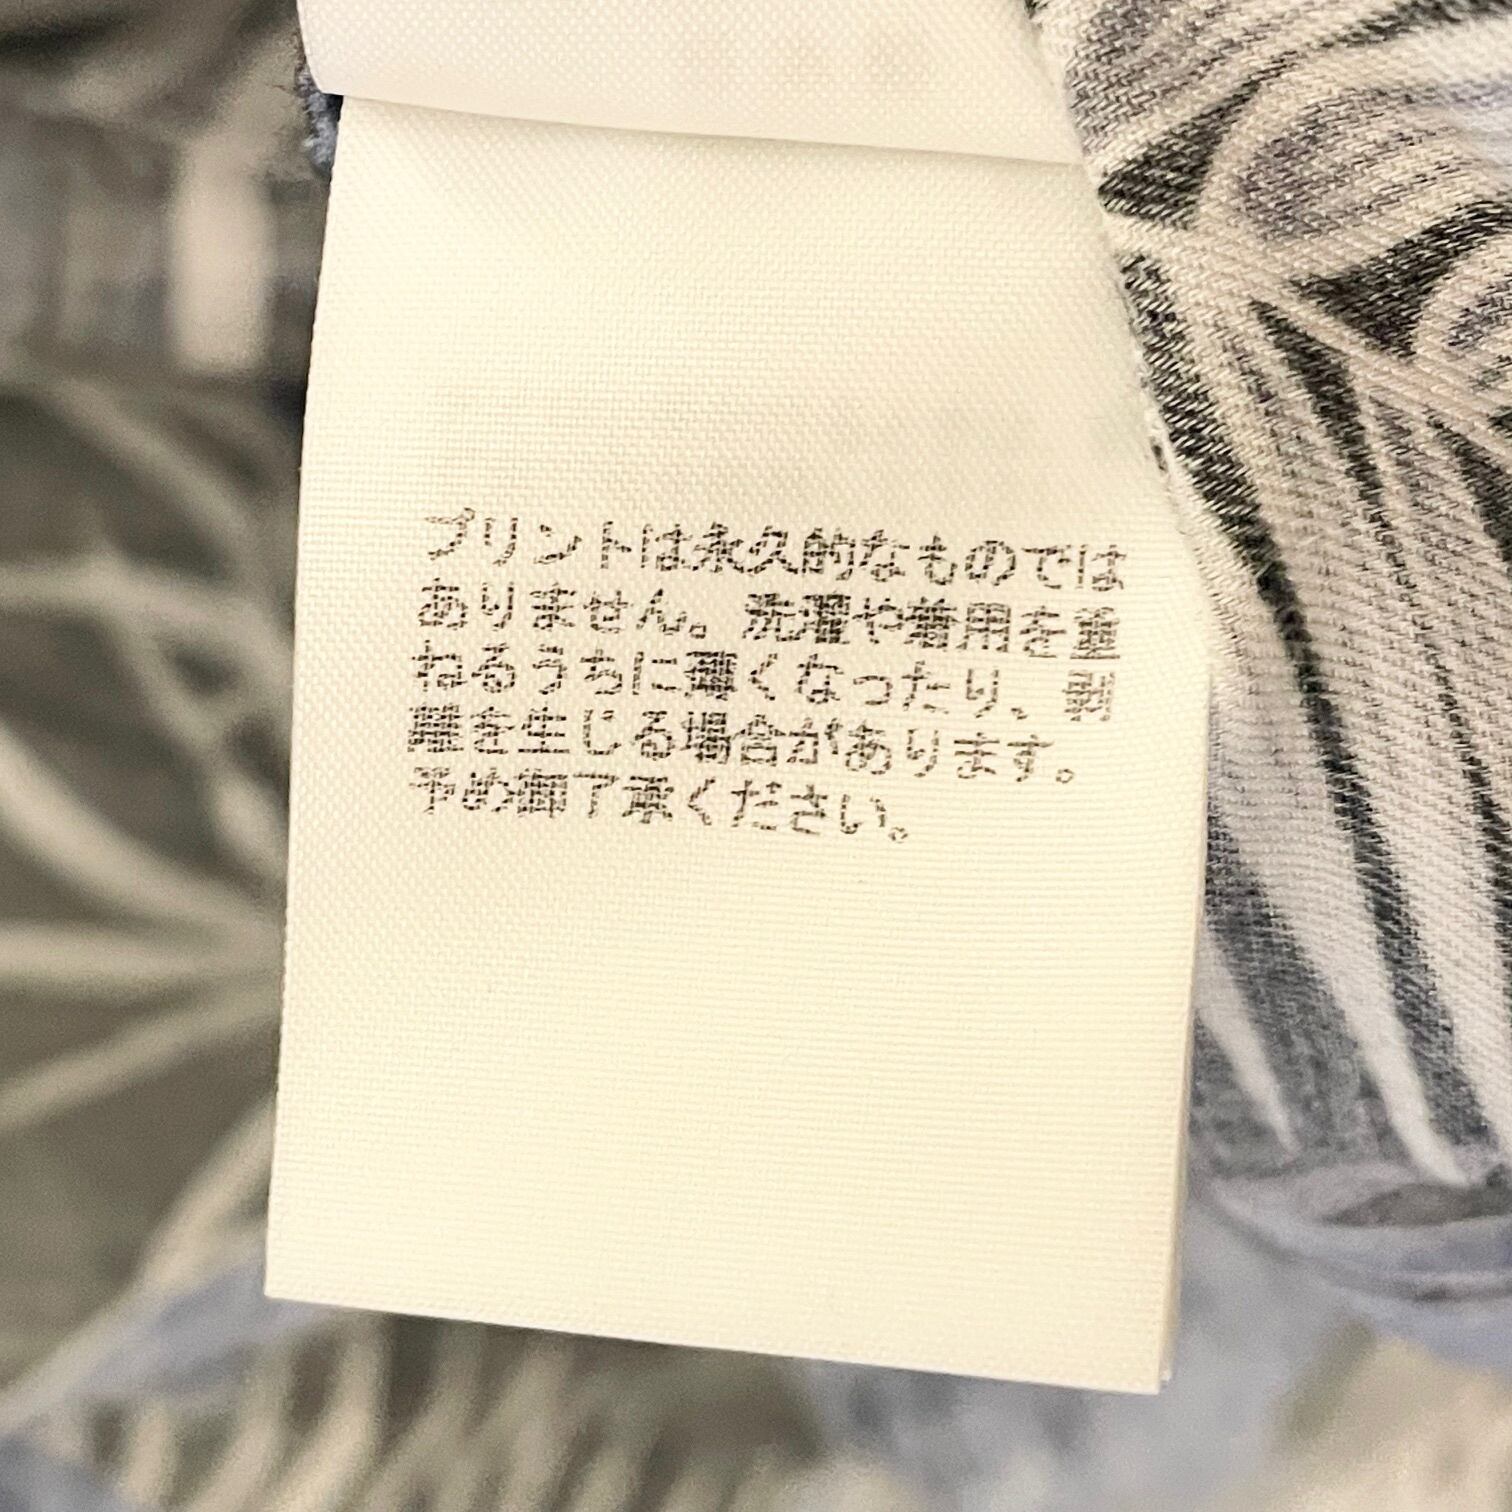 プリントは永久的なものでは
ありません。洗濯や着用を重
ねるうちに薄くなったり、剥
離を生じる場合があります。
予め御了承ください。